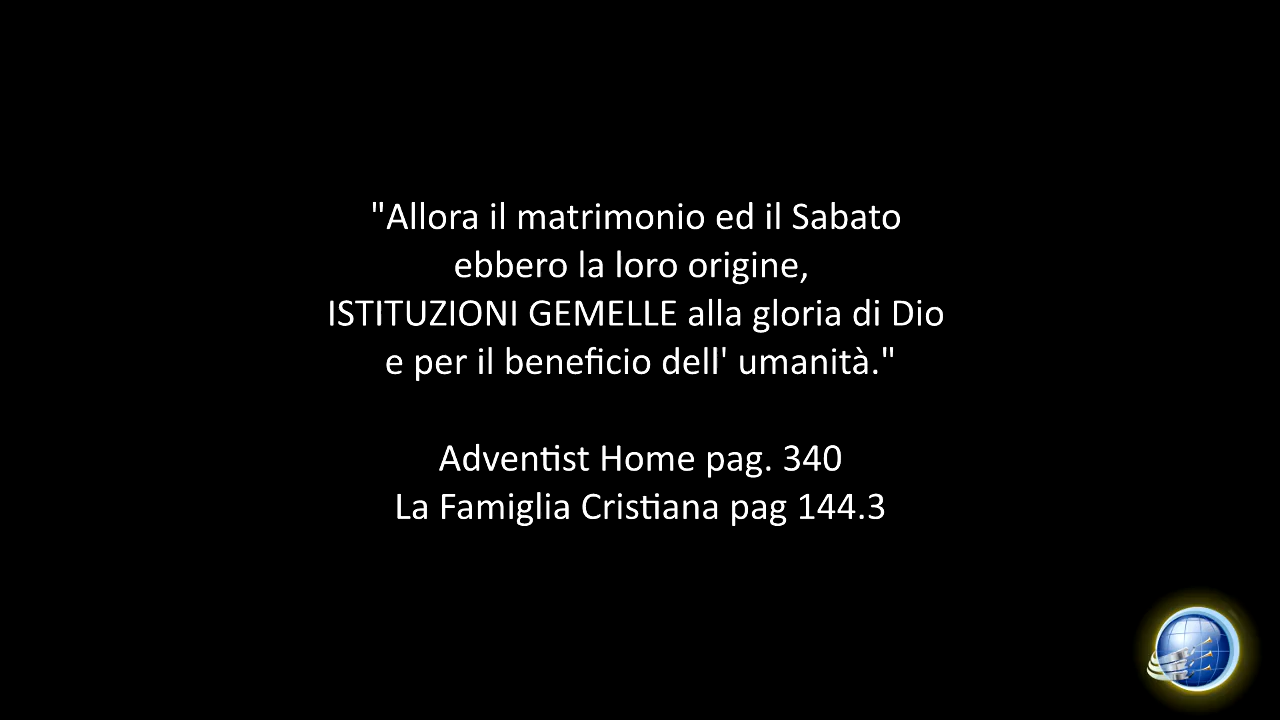 "Allora il matrimonio ed il Sabato
ebbero la loro origine,
ISTITUZIONI GEMELLE alla gloria di Dio
e per il beneficio dell' umanità."
Adventist Home pag. 340
La Famiglia Cristiana pag 144.3